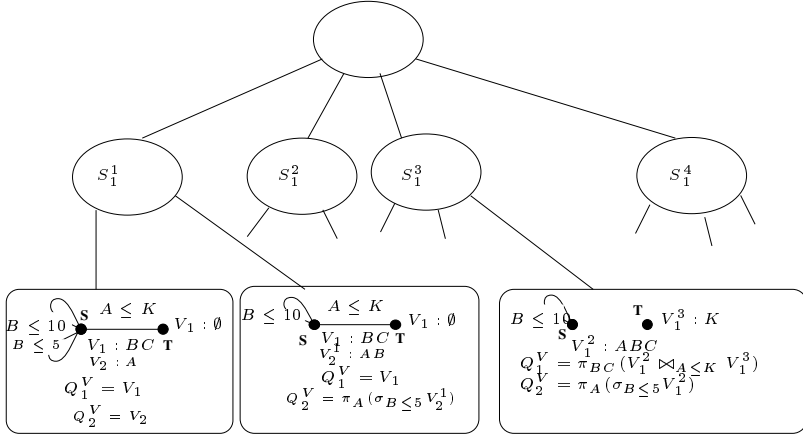 S_1^1
S_1^2
S_1^3
S_1^4
S
A ≤ K
B ≤ 10
V_1 : ∅
B ≤ 5
V_1 : BC T
V_2 : A
Q_1^V = V_1
Q_2^V = V_2
A ≤ K
B ≤ 10
V_1 : ∅
S V_1 : BC T
V_2^1 : AB
Q_1^V = V_1
Q_2^V = π_A(σ_{B≤5} V_2^1)
T
B ≤ 10
V_1^3 : K
S
V_1^2 : ABC
Q_1^V = π_{BC}(V_1^2 ⋈_{A≤K} V_1^3)
Q_2^V = π_A(σ_{B≤5} V_1^2)